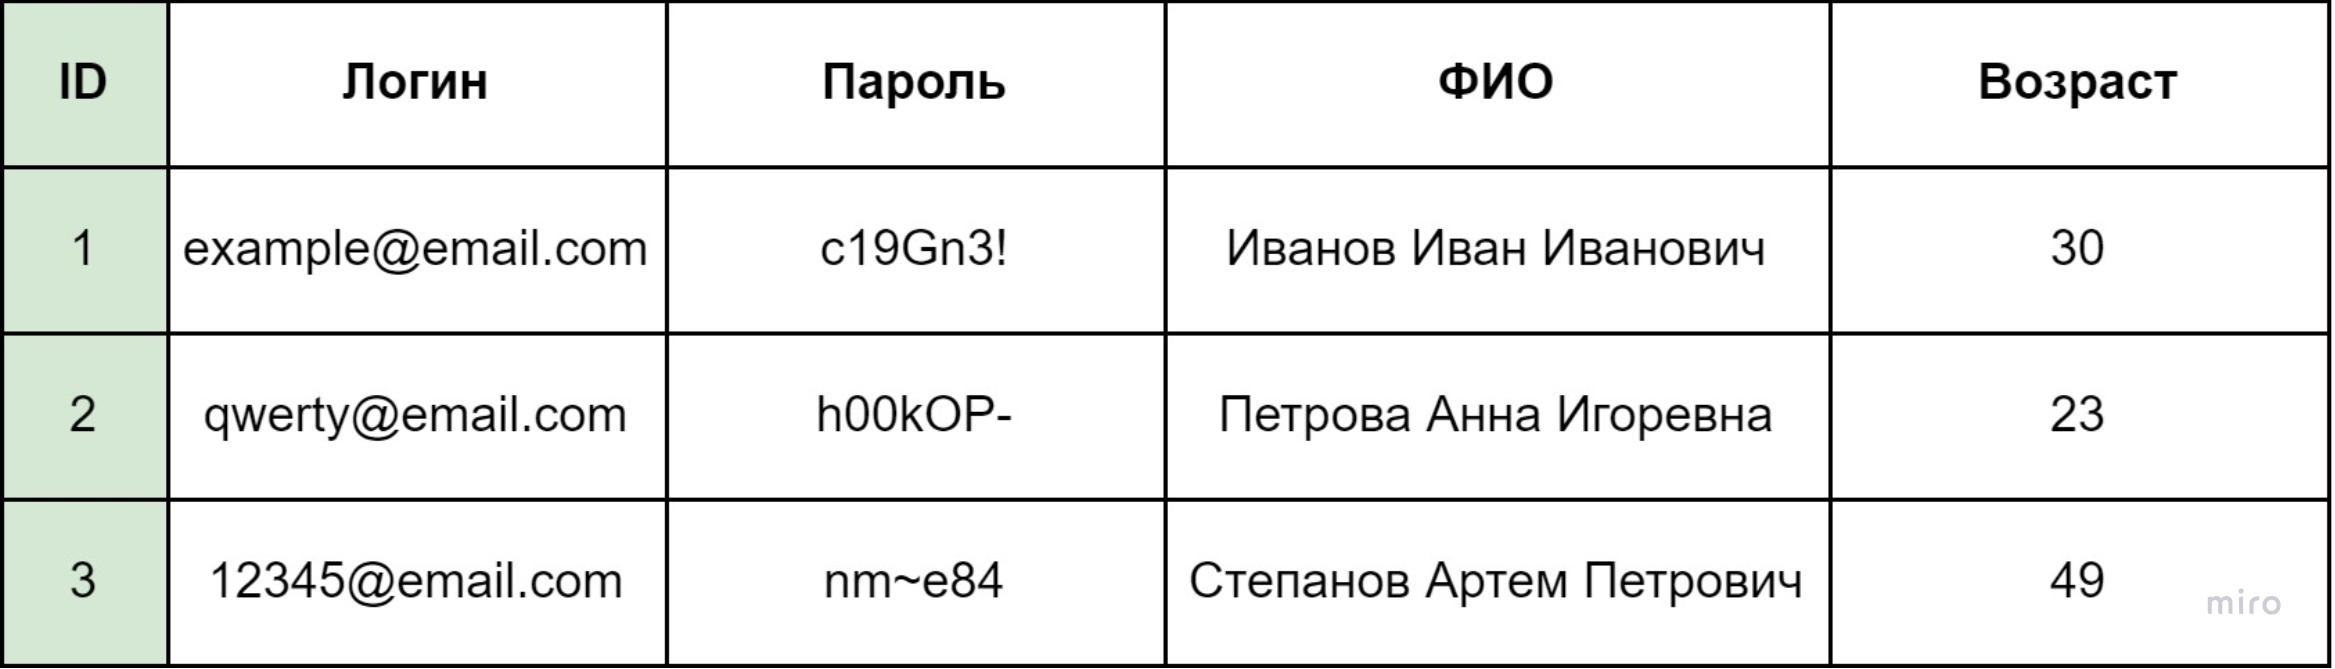 ID Логин Пароль ФИО Возраст
1 example@email.com c19Gn3! Иванов Иван Иванович 30
2 qwerty@email.com h00kOP- Петрова Анна Игоревна 23
3 12345@email.com nm~e84 Степанов Артем Петрович 49
miro